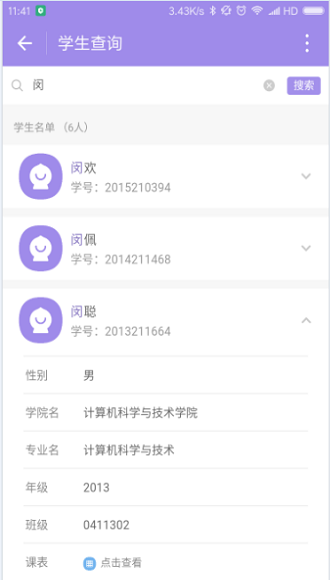 11:41 3.43K/s HD
学生查询
闵 搜索
学生名单 (6人)
闵欢
学号: 2015210394
闵佩
学号: 2014211468
闵聪
学号: 2013211664
性别 男
学院名 计算机科学与技术学院
专业名 计算机科学与技术
年级 2013
班级 0411302
课表 点击查看